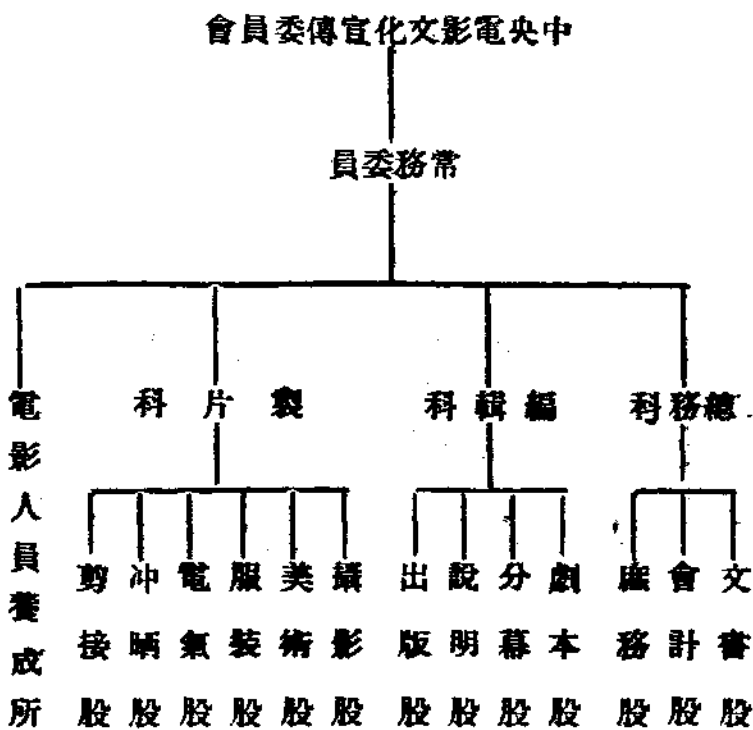 中央電影文化宣傳委員會
常務委員
總務科
編輯科
製片科
電影人員養成所
文書股
會計股
庶務股
劇本股
分幕股
說明股
出版股
攝影股
美術股
服裝股
電氣股
冲晒股
剪接股